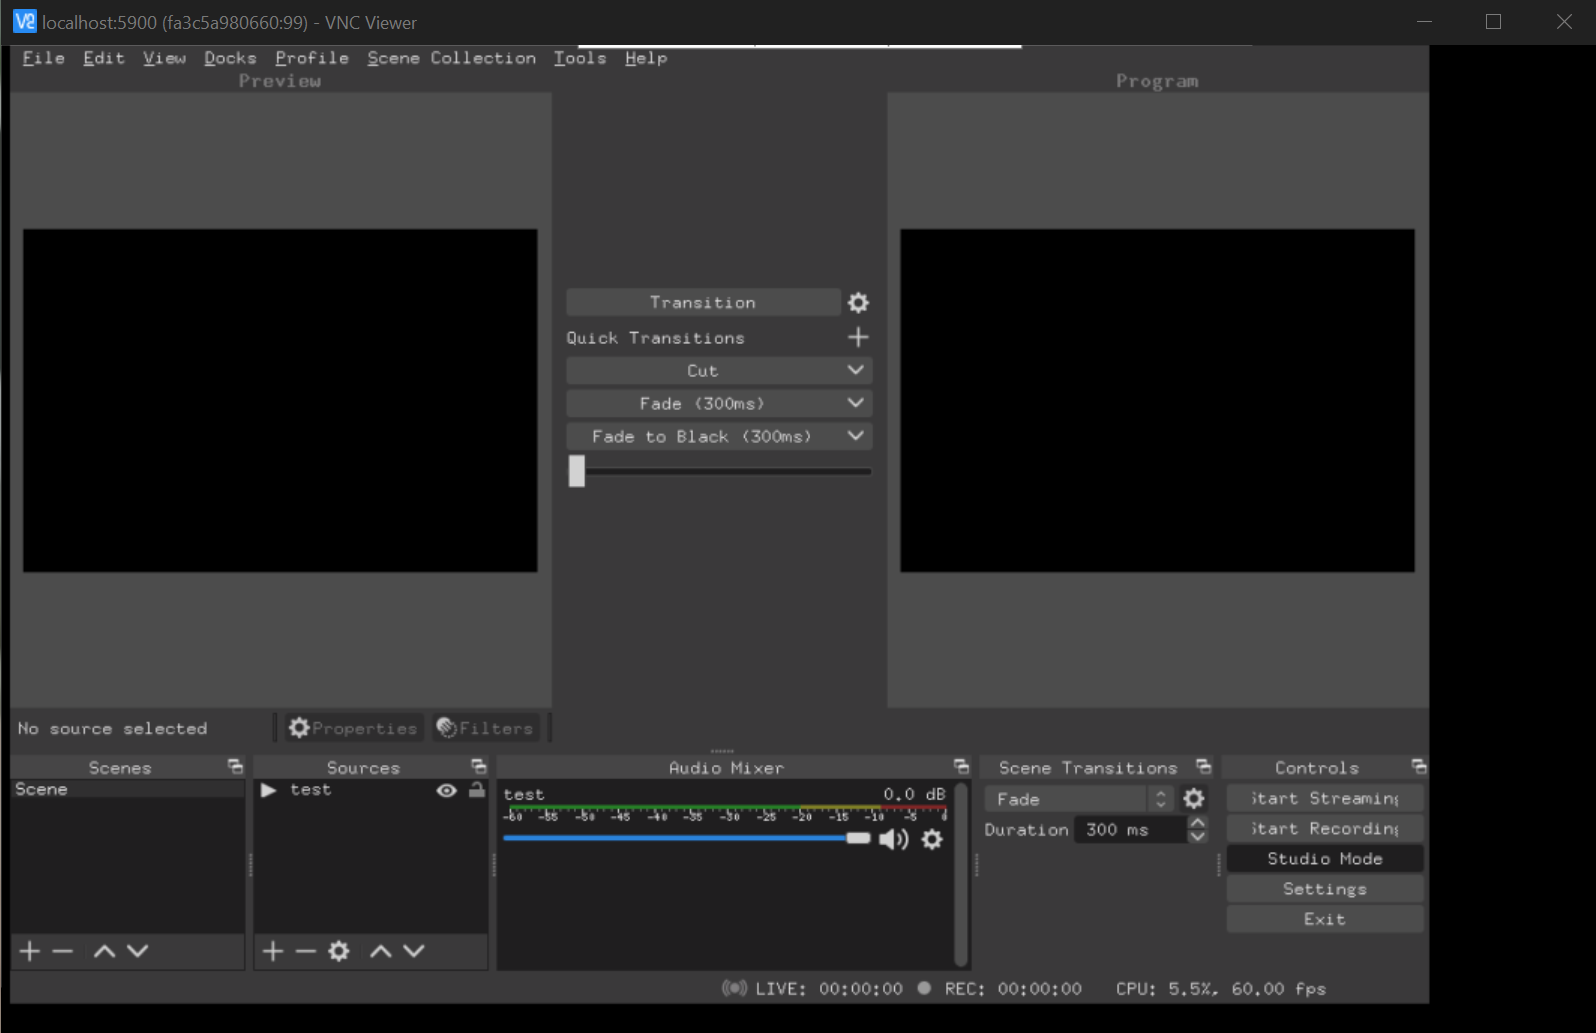 localhost:5900 (fa3c5a980660:99) - VNC Viewer
File Edit View Docks Profile Scene Collection Tools Help
Preview
Program
Transition
Quick Transitions
Cut
Fade (300ms)
Fade to Black (300ms)
No source selected
Properties
Filters
Scenes
Scene
Sources
test
Audio Mixer
test 0.0 dB
-60 -55 -50 -45 -40 -35 -30 -25 -20 -15 -10 -5 0
Scene Transitions
Fade
Duration 300 ms
Controls
Start Streaming
Start Recording
Studio Mode
Settings
Exit
LIVE: 00:00:00 REC: 00:00:00 CPU: 5.5%, 60.00 fps